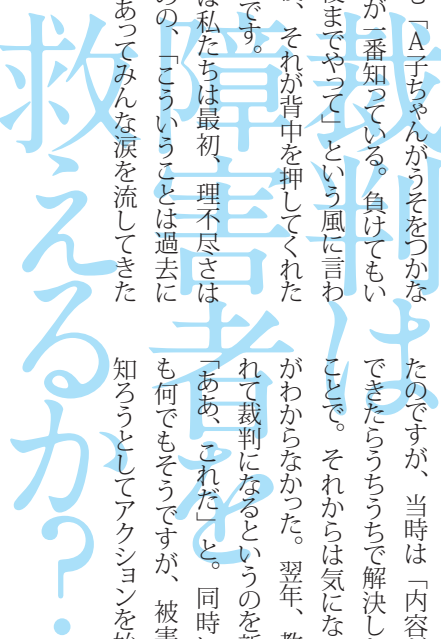 裁判は
障害者を
救えるか?・
も「A子ちゃんがうそをつかな
が一番知っている。負けてもい
後までやって」という風に言わ
、それが背中を押してくれた
です。
は私たちは最初、理不尽さは
のの、「こういうことは過去に
あってみんな涙を流してきた
たのですが、当時は「内容
できたらうちうちで解決し
ことで。それからは気にな
がわからなかった。翌年、教
れて裁判になるというのを新
「ああ、これだ」と。同時に
も何でもそうですが、被害
知ろうとしてアクションを始